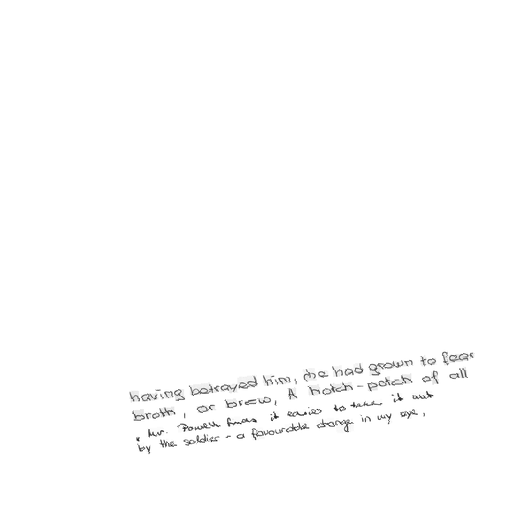 having betrayed him, she had grown to fear
broth, or brew, A hotch-potch of all
" Mr. Powell finds it easier to take it out
by the soldier - a favourable change in my eye,